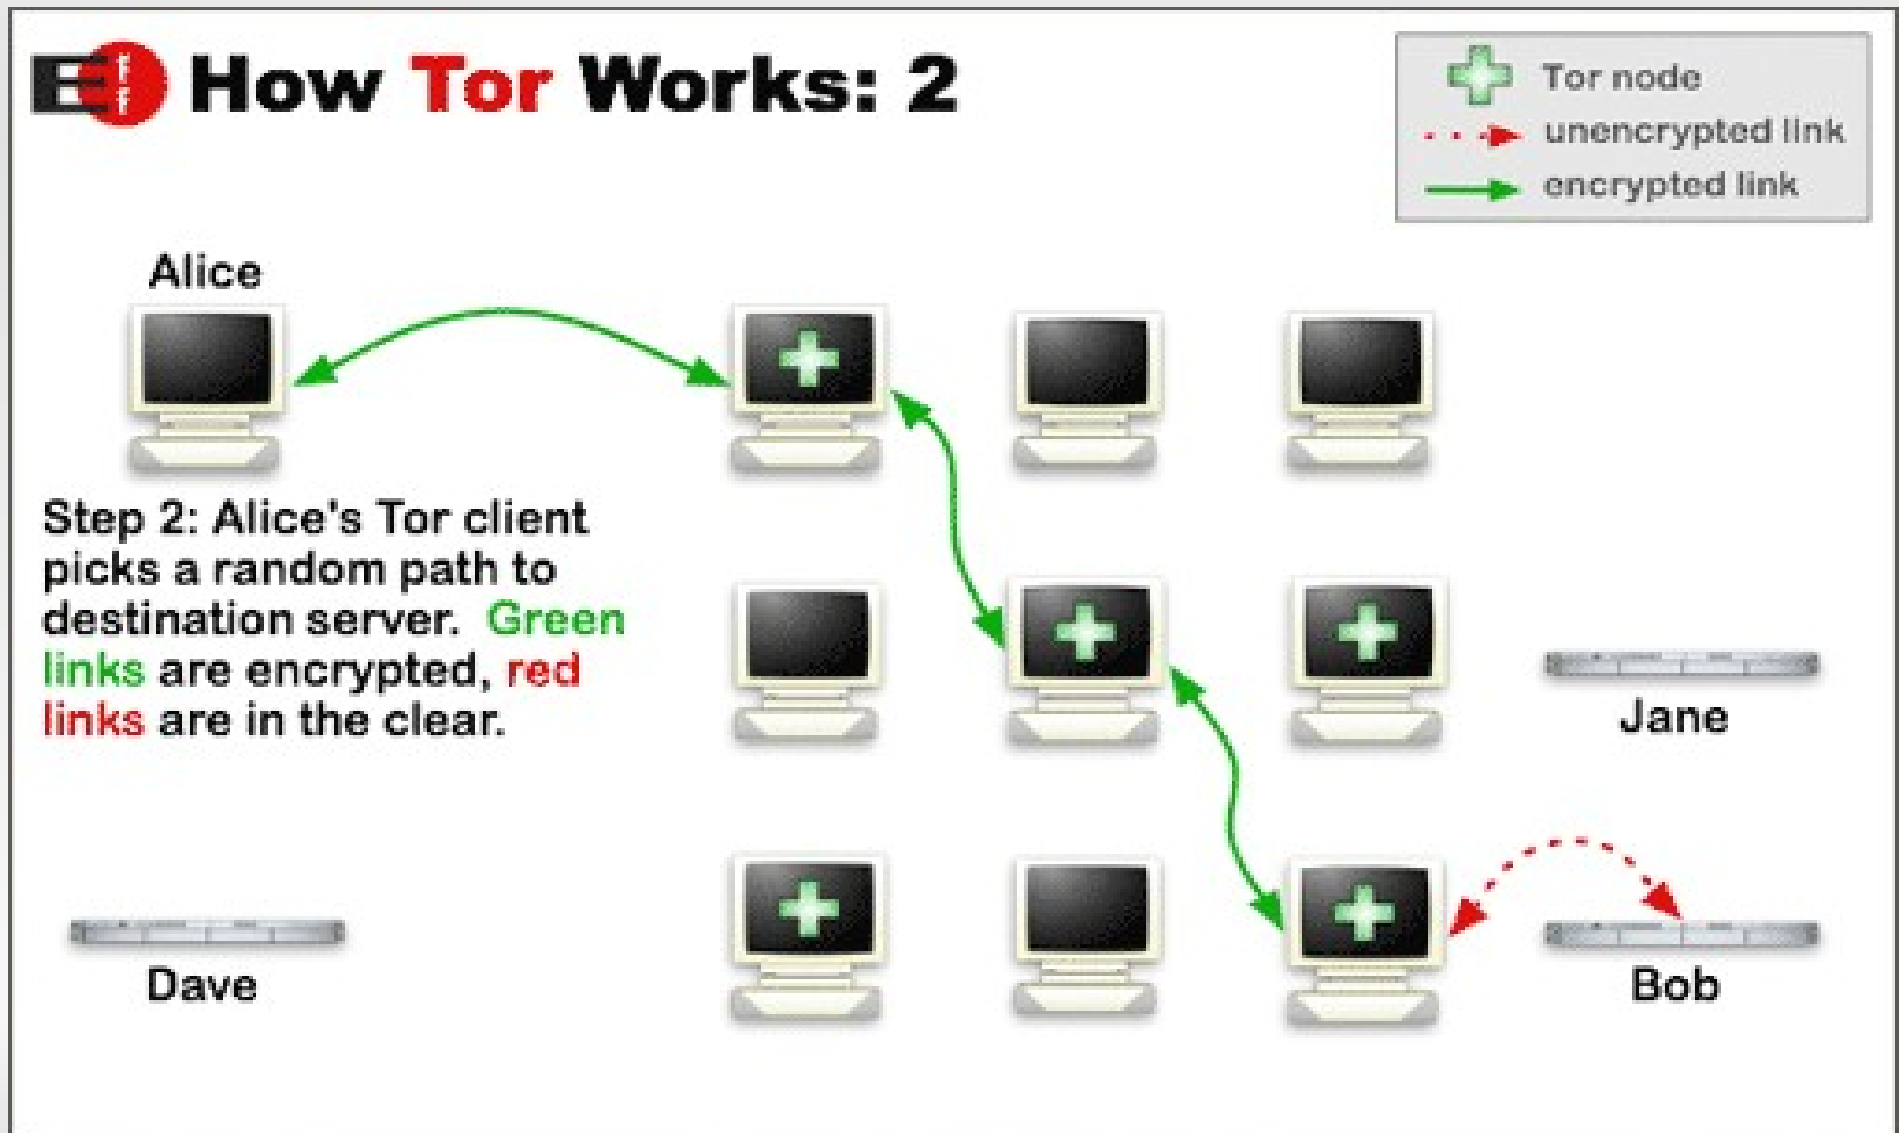 EFF How Tor Works: 2
Tor node
unencrypted link
encrypted link
Alice
Step 2: Alice's Tor client
picks a random path to
destination server. Green
links are encrypted, red
links are in the clear.
Jane
Dave
Bob